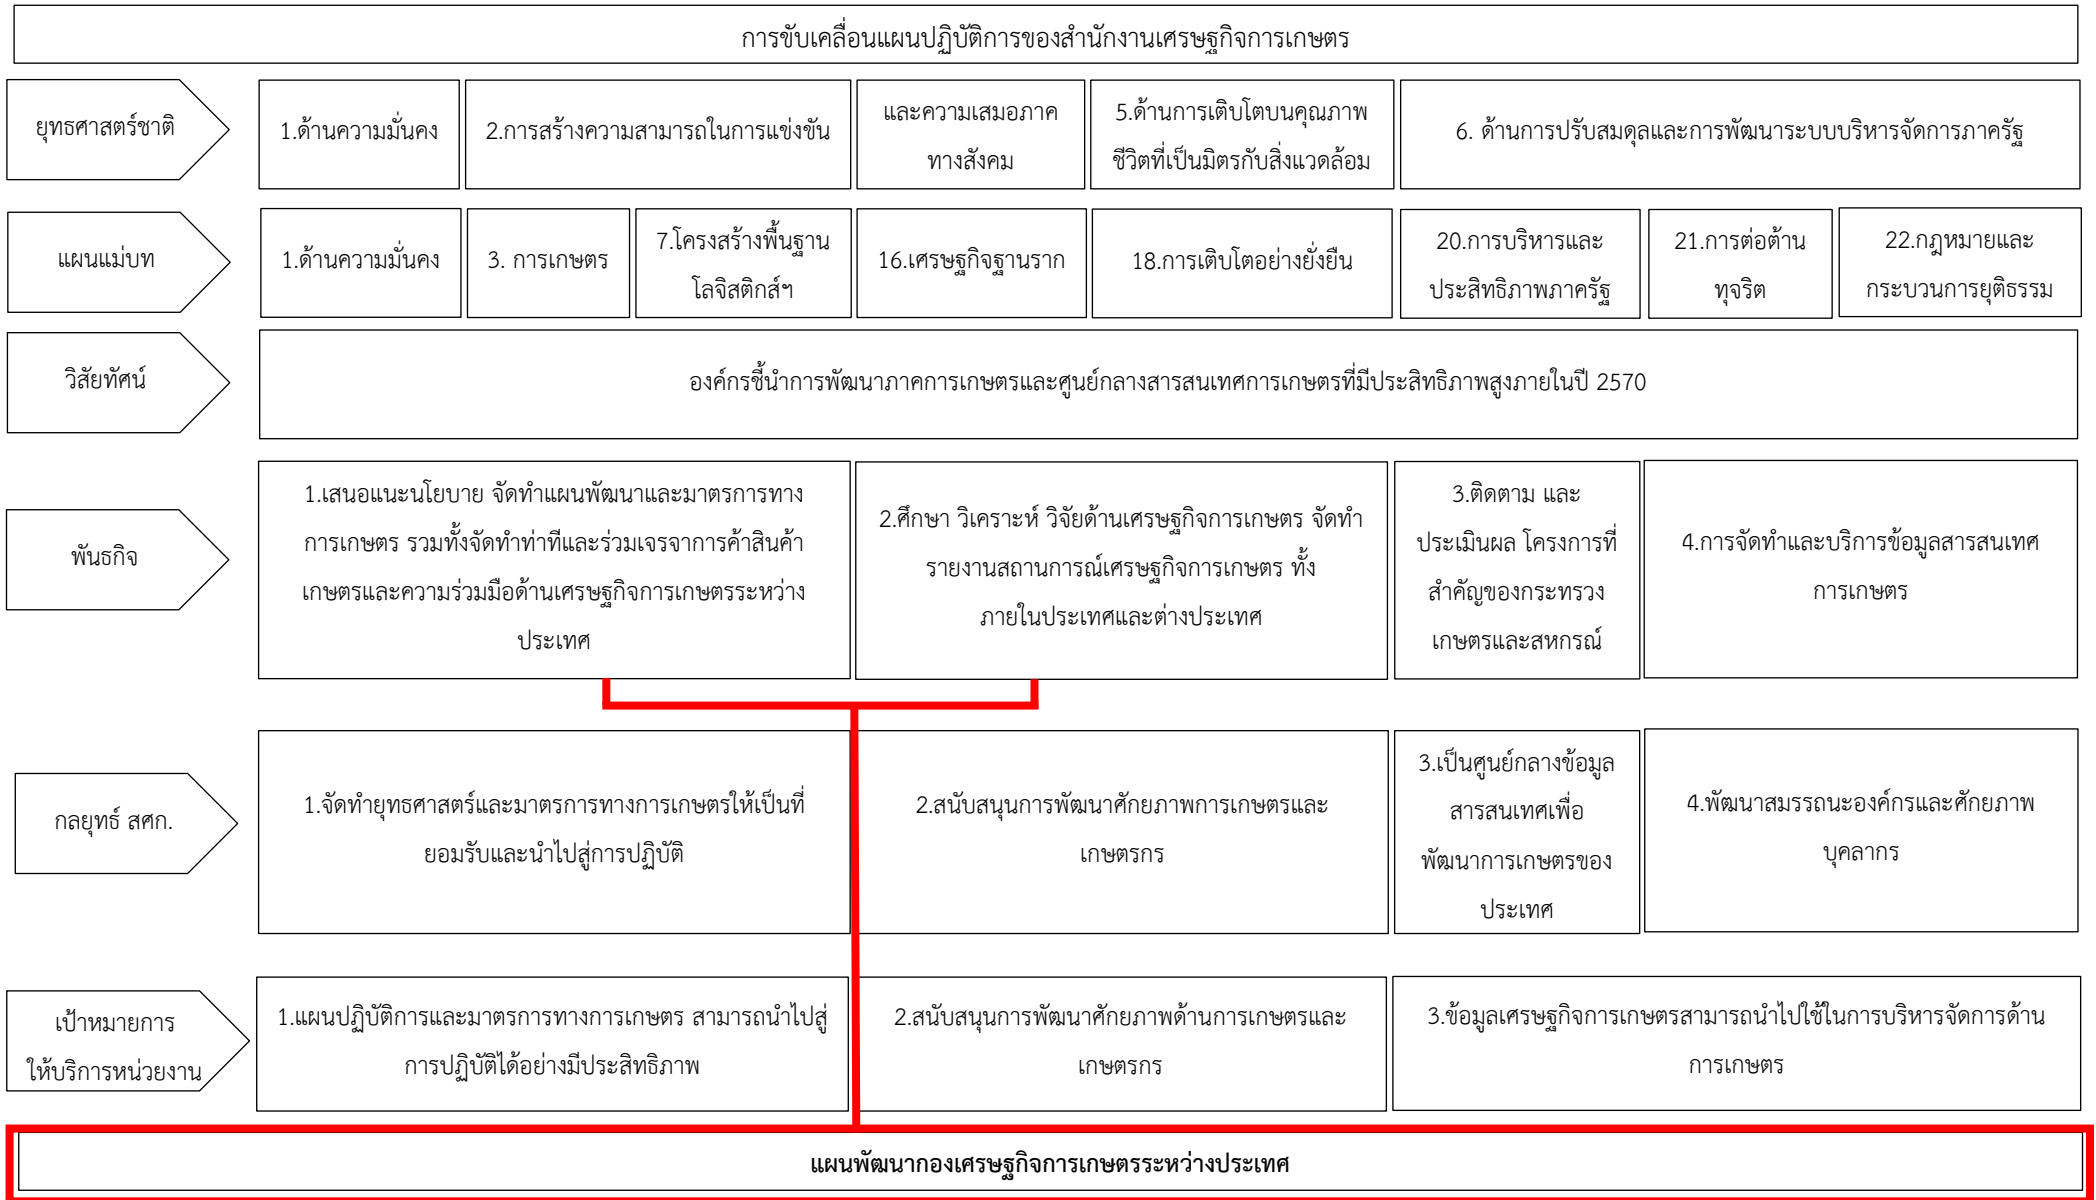 การขับเคลื่อนแผนปฏิบัติการของสำนักงานเศรษฐกิจการเกษตร
ยุทธศาสตร์ชาติ
1.ด้านความมั่นคง
2.การสร้างความสามารถในการแข่งขัน
และความเสมอภาค
ทางสังคม
5.ด้านการเติบโตบนคุณภาพ
ชีวิตที่เป็นมิตรกับสิ่งแวดล้อม
6. ด้านการปรับสมดุลและการพัฒนาระบบบริหารจัดการภาครัฐ
แผนแม่บท
1.ด้านความมั่นคง
3. การเกษตร
7.โครงสร้างพื้นฐาน
โลจิสติกส์ฯ
16.เศรษฐกิจฐานราก
18.การเติบโตอย่างยั่งยืน
20.การบริหารและ
ประสิทธิภาพภาครัฐ
21.การต่อต้าน
ทุจริต
22.กฎหมายและ
กระบวนการยุติธรรม
วิสัยทัศน์
องค์กรชี้นำการพัฒนาภาคการเกษตรและศูนย์กลางสารสนเทศการเกษตรที่มีประสิทธิภาพสูงภายในปี 2570
พันธกิจ
1.เสนอแนะนโยบาย จัดทำแผนพัฒนาและมาตรการทาง
การเกษตร รวมทั้งจัดทำท่าทีและร่วมเจรจาการค้าสินค้า
เกษตรและความร่วมมือด้านเศรษฐกิจการเกษตรระหว่าง
ประเทศ
2.ศึกษา วิเคราะห์ วิจัยด้านเศรษฐกิจการเกษตร จัดทำ
รายงานสถานการณ์เศรษฐกิจการเกษตร ทั้ง
ภายในประเทศและต่างประเทศ
3.ติดตาม และ
ประเมินผล โครงการที่
สำคัญของกระทรวง
เกษตรและสหกรณ์
4.การจัดทำและบริการข้อมูลสารสนเทศ
การเกษตร
กลยุทธ์ สศก.
1.จัดทำยุทธศาสตร์และมาตรการทางการเกษตรให้เป็นที่
ยอมรับและนำไปสู่การปฏิบัติ
2.สนับสนุนการพัฒนาศักยภาพการเกษตรและ
เกษตรกร
3.เป็นศูนย์กลางข้อมูล
สารสนเทศเพื่อ
พัฒนาการเกษตรของ
ประเทศ
4.พัฒนาสมรรถนะองค์กรและศักยภาพ
บุคลากร
เป้าหมายการ
ให้บริการหน่วยงาน
1.แผนปฏิบัติการและมาตรการทางการเกษตร สามารถนำไปสู่
การปฏิบัติได้อย่างมีประสิทธิภาพ
2.สนับสนุนการพัฒนาศักยภาพด้านการเกษตรและ
เกษตรกร
3.ข้อมูลเศรษฐกิจการเกษตรสามารถนำไปใช้ในการบริหารจัดการด้าน
การเกษตร
แผนพัฒนากองเศรษฐกิจการเกษตรระหว่างประเทศ